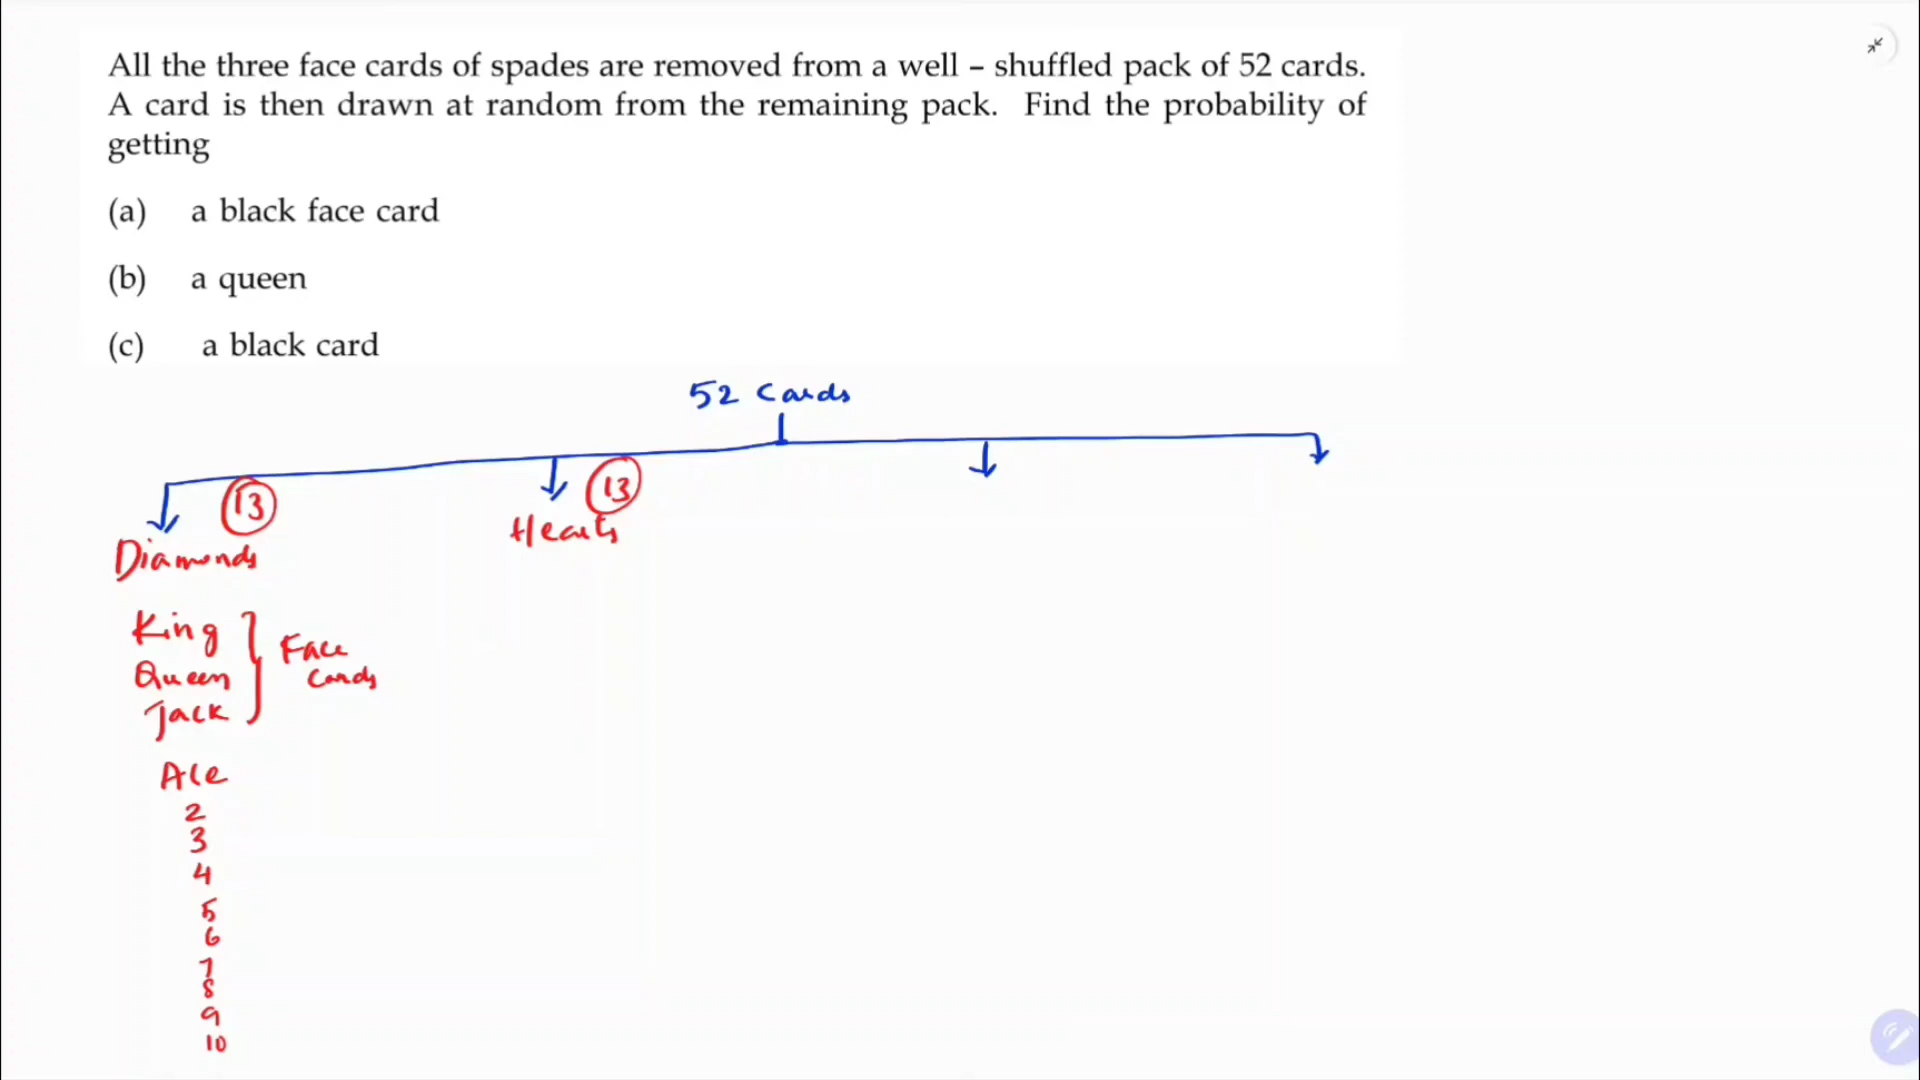 All the three face cards of spades are removed from a well – shuffled pack of 52 cards.
A card is then drawn at random from the remaining pack. Find the probability of
getting
(a) a black face card
(b) a queen
(c) a black card
52 Cards
13
13
Diamonds
Hearts
King
Queen
Jack
Face
Cards
Ace
2
3
4
5
6
7
8
9
10